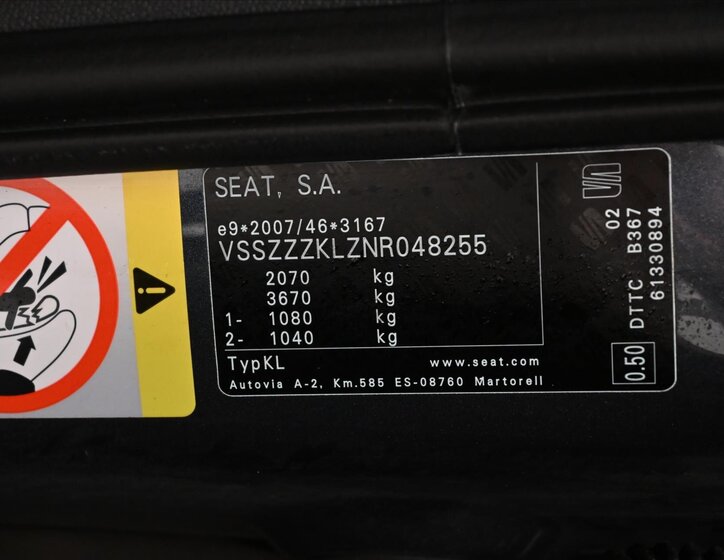 SEAT, S.A.
e9*2007/46*3167
VSSZZZKLZNR048255
2070 kg
3670 kg
1- 1080 kg
2- 1040 kg
TypKL www.seat.com
Autovia A-2, Km.585 ES-08760 Martorell
02
0.50 DTTC B367
61330894